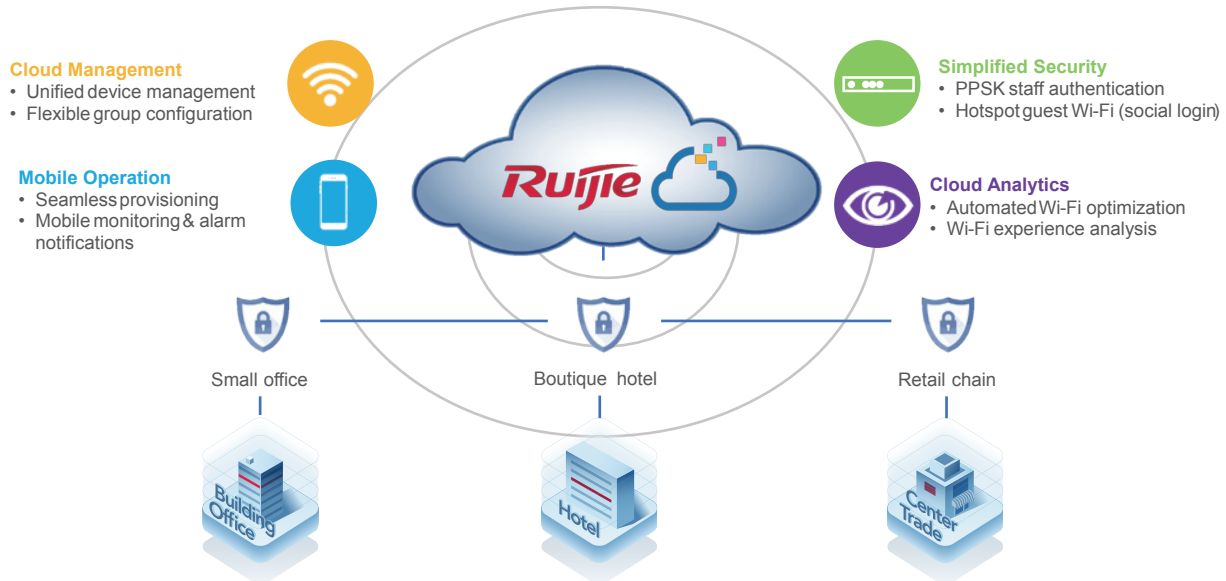 Cloud Management
• Unified device management
• Flexible group configuration
Mobile Operation
• Seamless provisioning
• Mobile monitoring & alarm
notifications
Ruijie
Simplified Security
• PPSK staff authentication
• Hotspot guest Wi-Fi (social login)
Cloud Analytics
• Automated Wi-Fi optimization
• Wi-Fi experience analysis
Small office
Boutique hotel
Retail chain
Building
Office
Hotel
Center
Trade